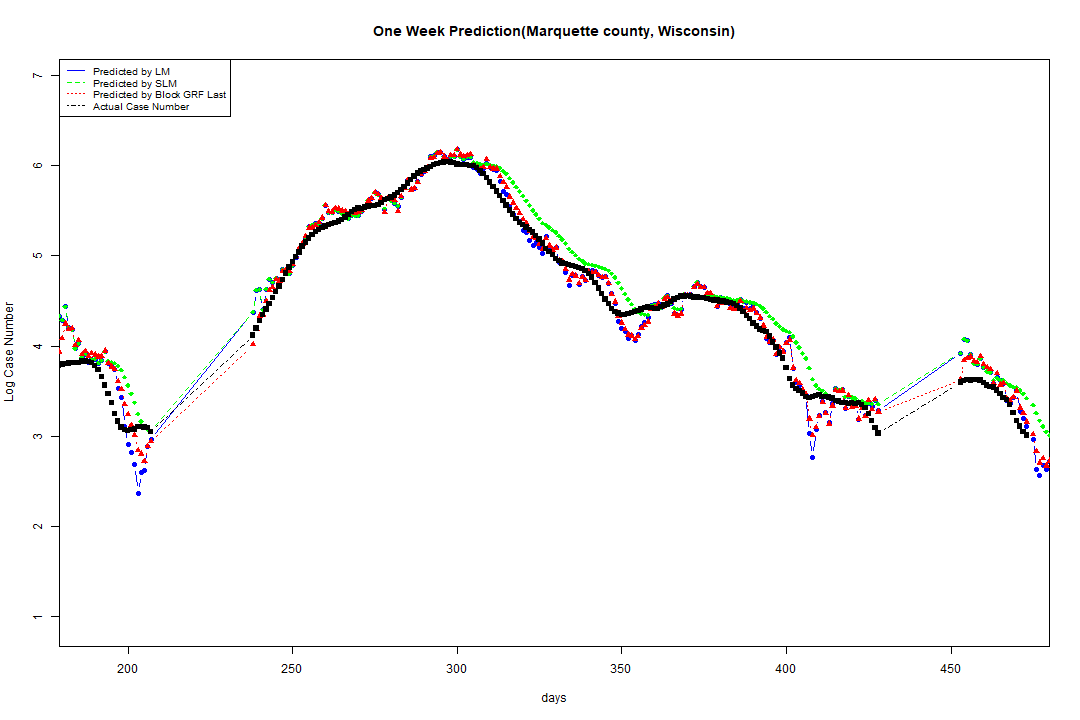 One Week Prediction(Marquette county, Wisconsin)
Predicted by LM
Predicted by SLM
Predicted by Block GRF Last
Actual Case Number
7
6
5
4
3
2
1
Log Case Number
200 250 300 350 400 450
days